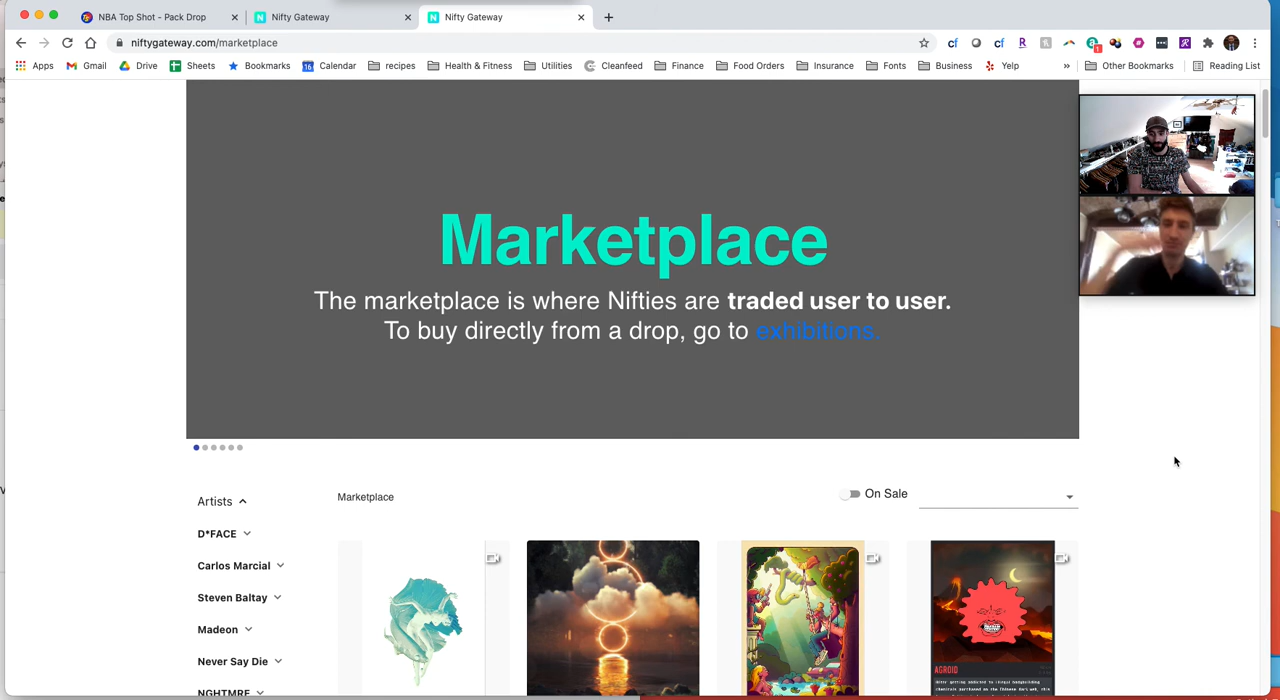 NBA Top Shot - Pack Drop
Nifty Gateway
Nifty Gateway
niftygateway.com/marketplace
Apps Gmail Drive Sheets Bookmarks Calendar recipes Health & Fitness Utilities Cleanfeed Finance Food Orders Insurance Fonts Business Yelp » Other Bookmarks Reading List
Marketplace
The marketplace is where Nifties are traded user to user.
To buy directly from a drop, go to exhibitions.
Artists
Marketplace
On Sale
D*FACE
Carlos Marcial
Steven Baltay
Madeon
Never Say Die
NGHTMRE
AGROID